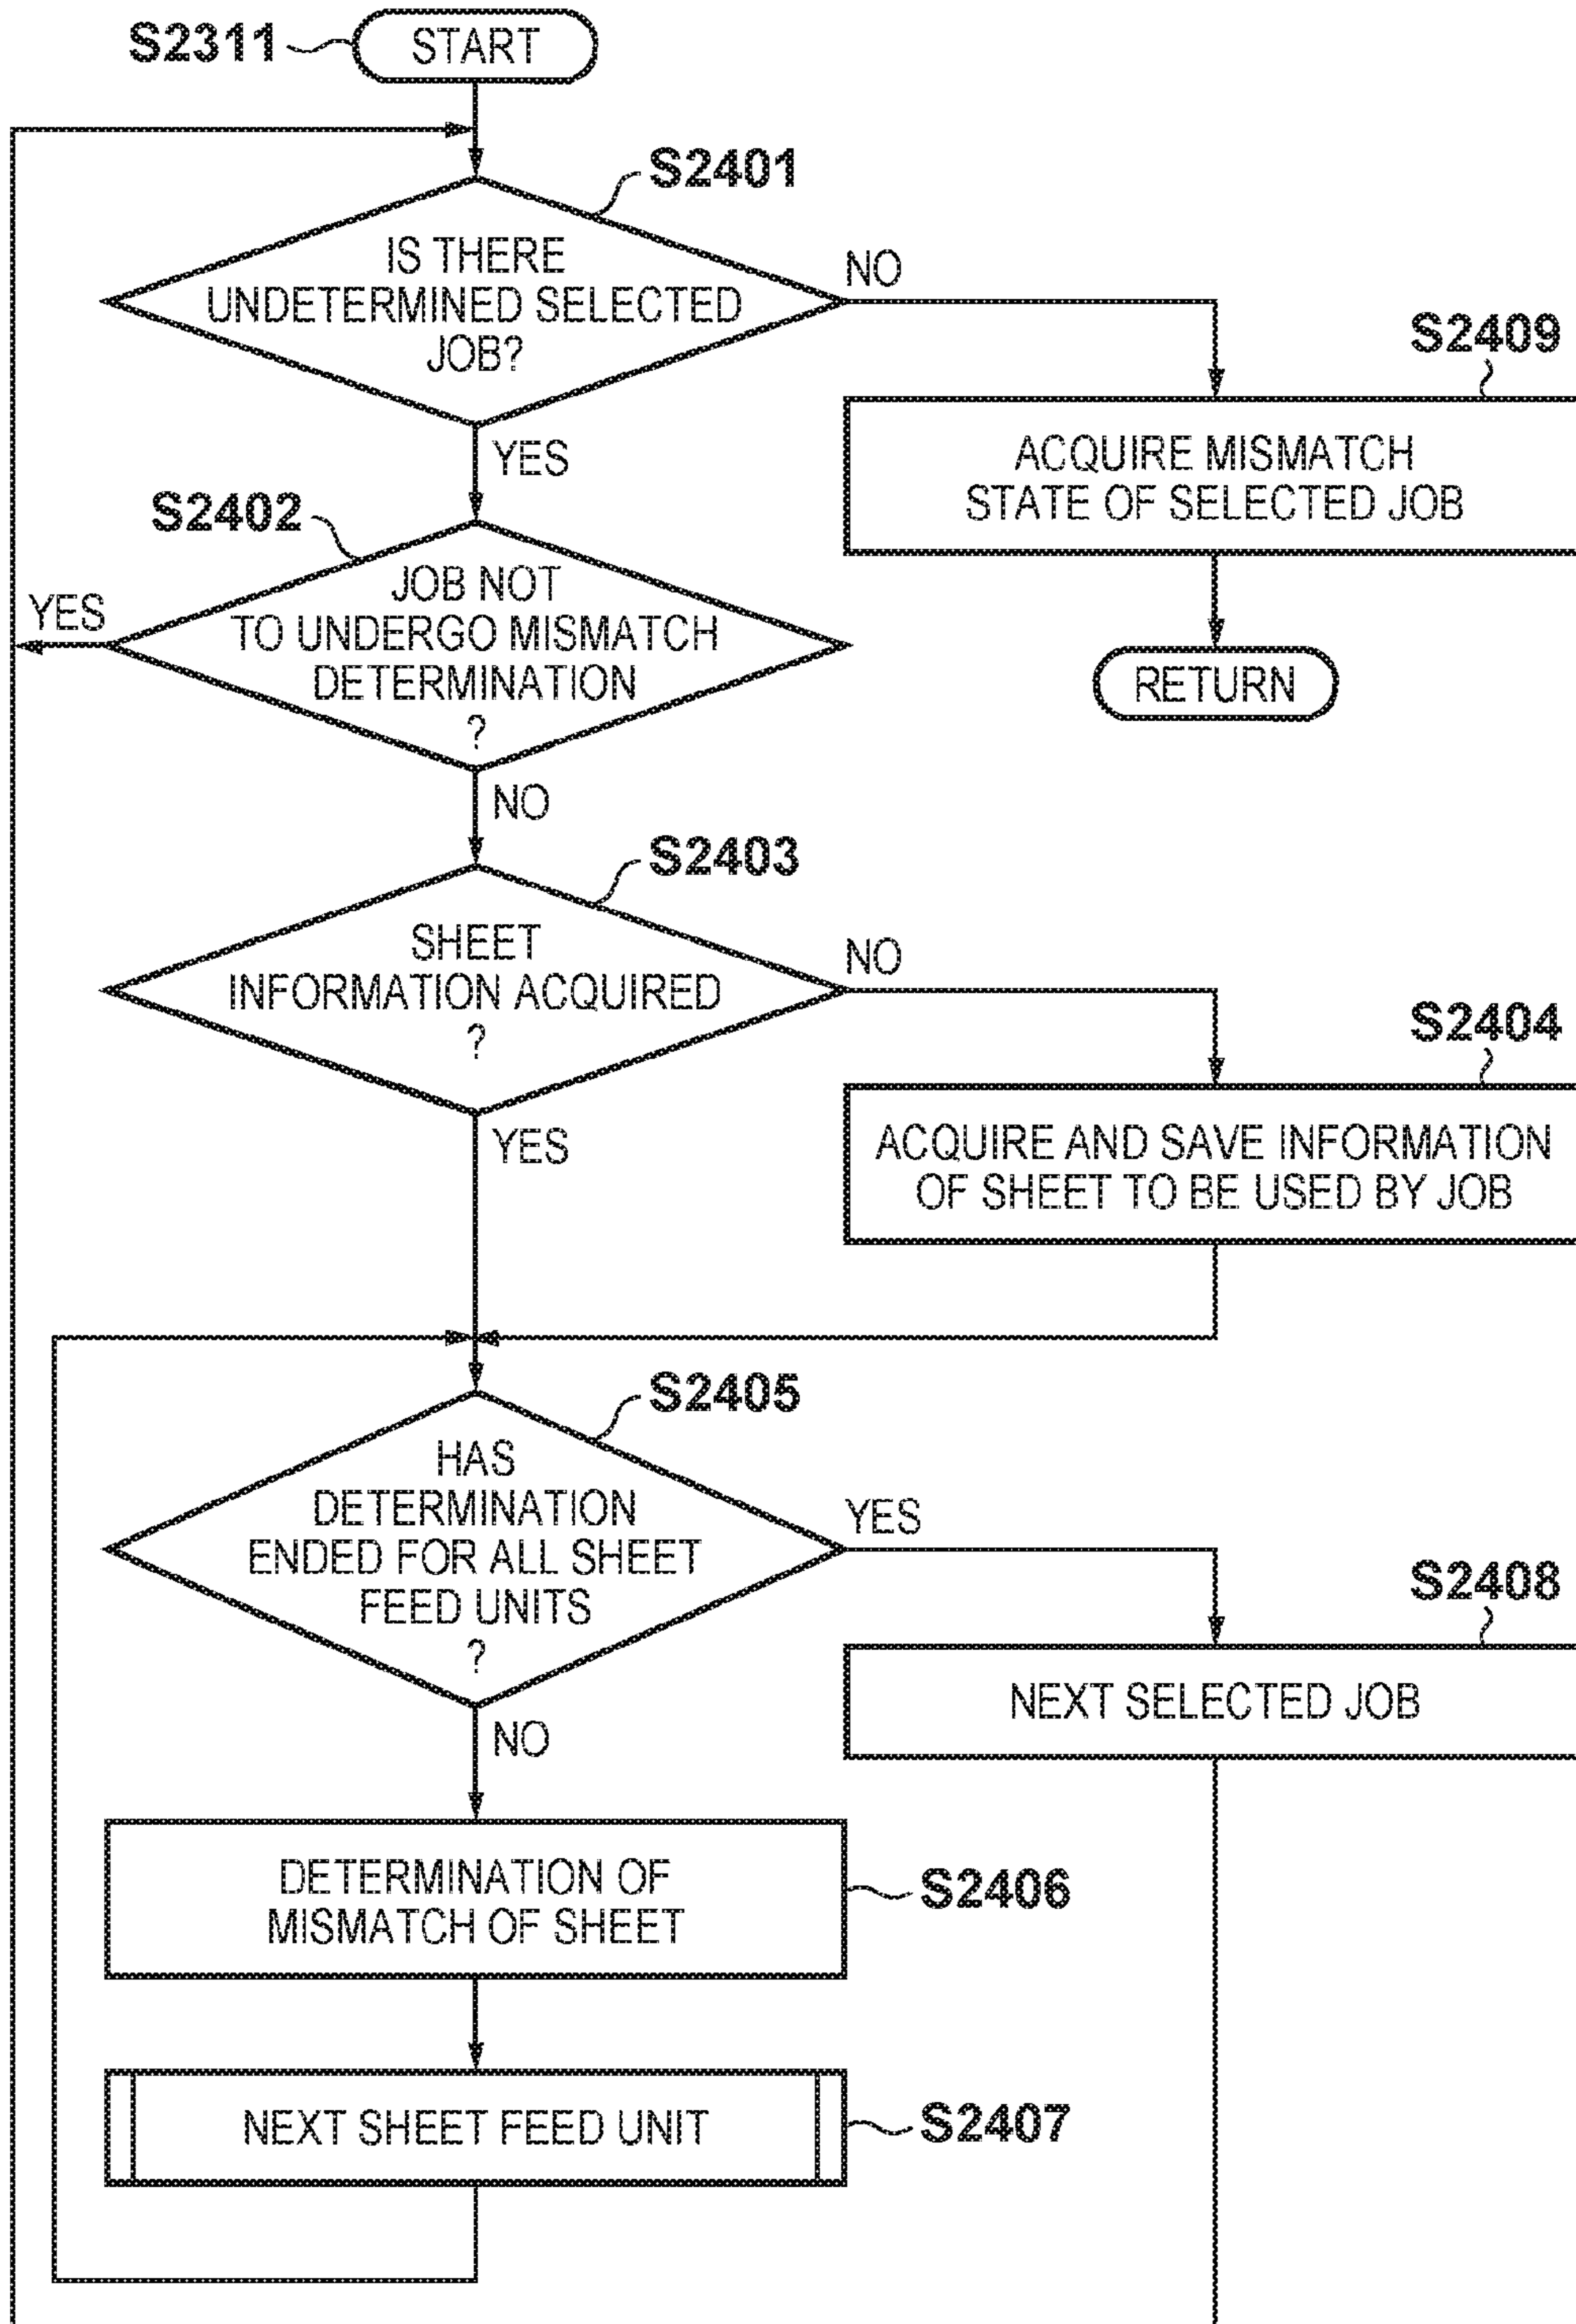 S2311
START
S2401
IS THERE
UNDETERMINED SELECTED
JOB?
NO
YES
S2409
ACQUIRE MISMATCH
STATE OF SELECTED JOB
RETURN
S2402
JOB NOT
TO UNDERGO MISMATCH
DETERMINATION
?
YES
NO
S2403
SHEET
INFORMATION ACQUIRED
?
NO
YES
S2404
ACQUIRE AND SAVE INFORMATION
OF SHEET TO BE USED BY JOB
S2405
HAS
DETERMINATION
ENDED FOR ALL SHEET
FEED UNITS
?
YES
NO
S2408
NEXT SELECTED JOB
DETERMINATION OF
MISMATCH OF SHEET
S2406
NEXT SHEET FEED UNIT
S2407